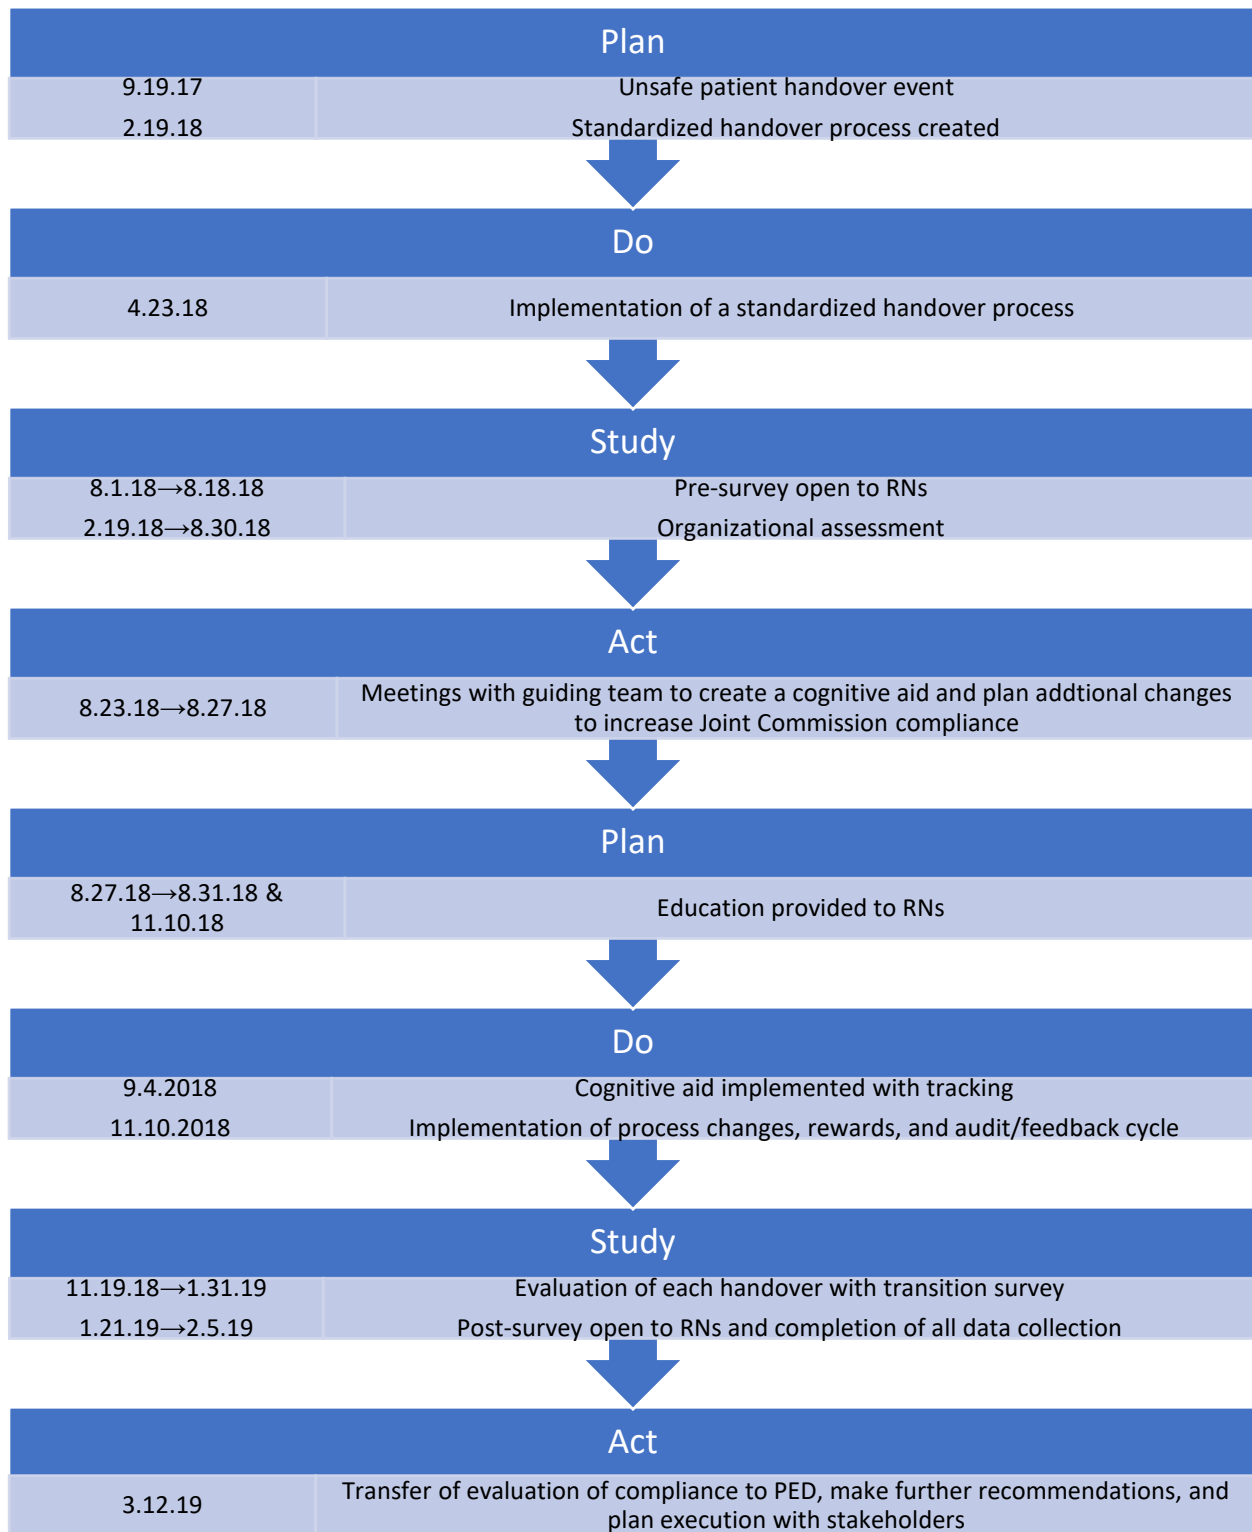 Plan
9.19.17 Unsafe patient handover event
2.19.18 Standardized handover process created
Do
4.23.18 Implementation of a standardized handover process
Study
8.1.18→8.18.18 Pre-survey open to RNs
2.19.18→8.30.18 Organizational assessment
Act
8.23.18→8.27.18
Meetings with guiding team to create a cognitive aid and plan addtional changes
to increase Joint Commission compliance
Plan
8.27.18→8.31.18 &
11.10.18
Education provided to RNs
Do
9.4.2018 Cognitive aid implemented with tracking
11.10.2018 Implementation of process changes, rewards, and audit/feedback cycle
Study
11.19.18→1.31.19 Evaluation of each handover with transition survey
1.21.19→2.5.19 Post-survey open to RNs and completion of all data collection
Act
3.12.19
Transfer of evaluation of compliance to PED, make further recommendations, and
plan execution with stakeholders